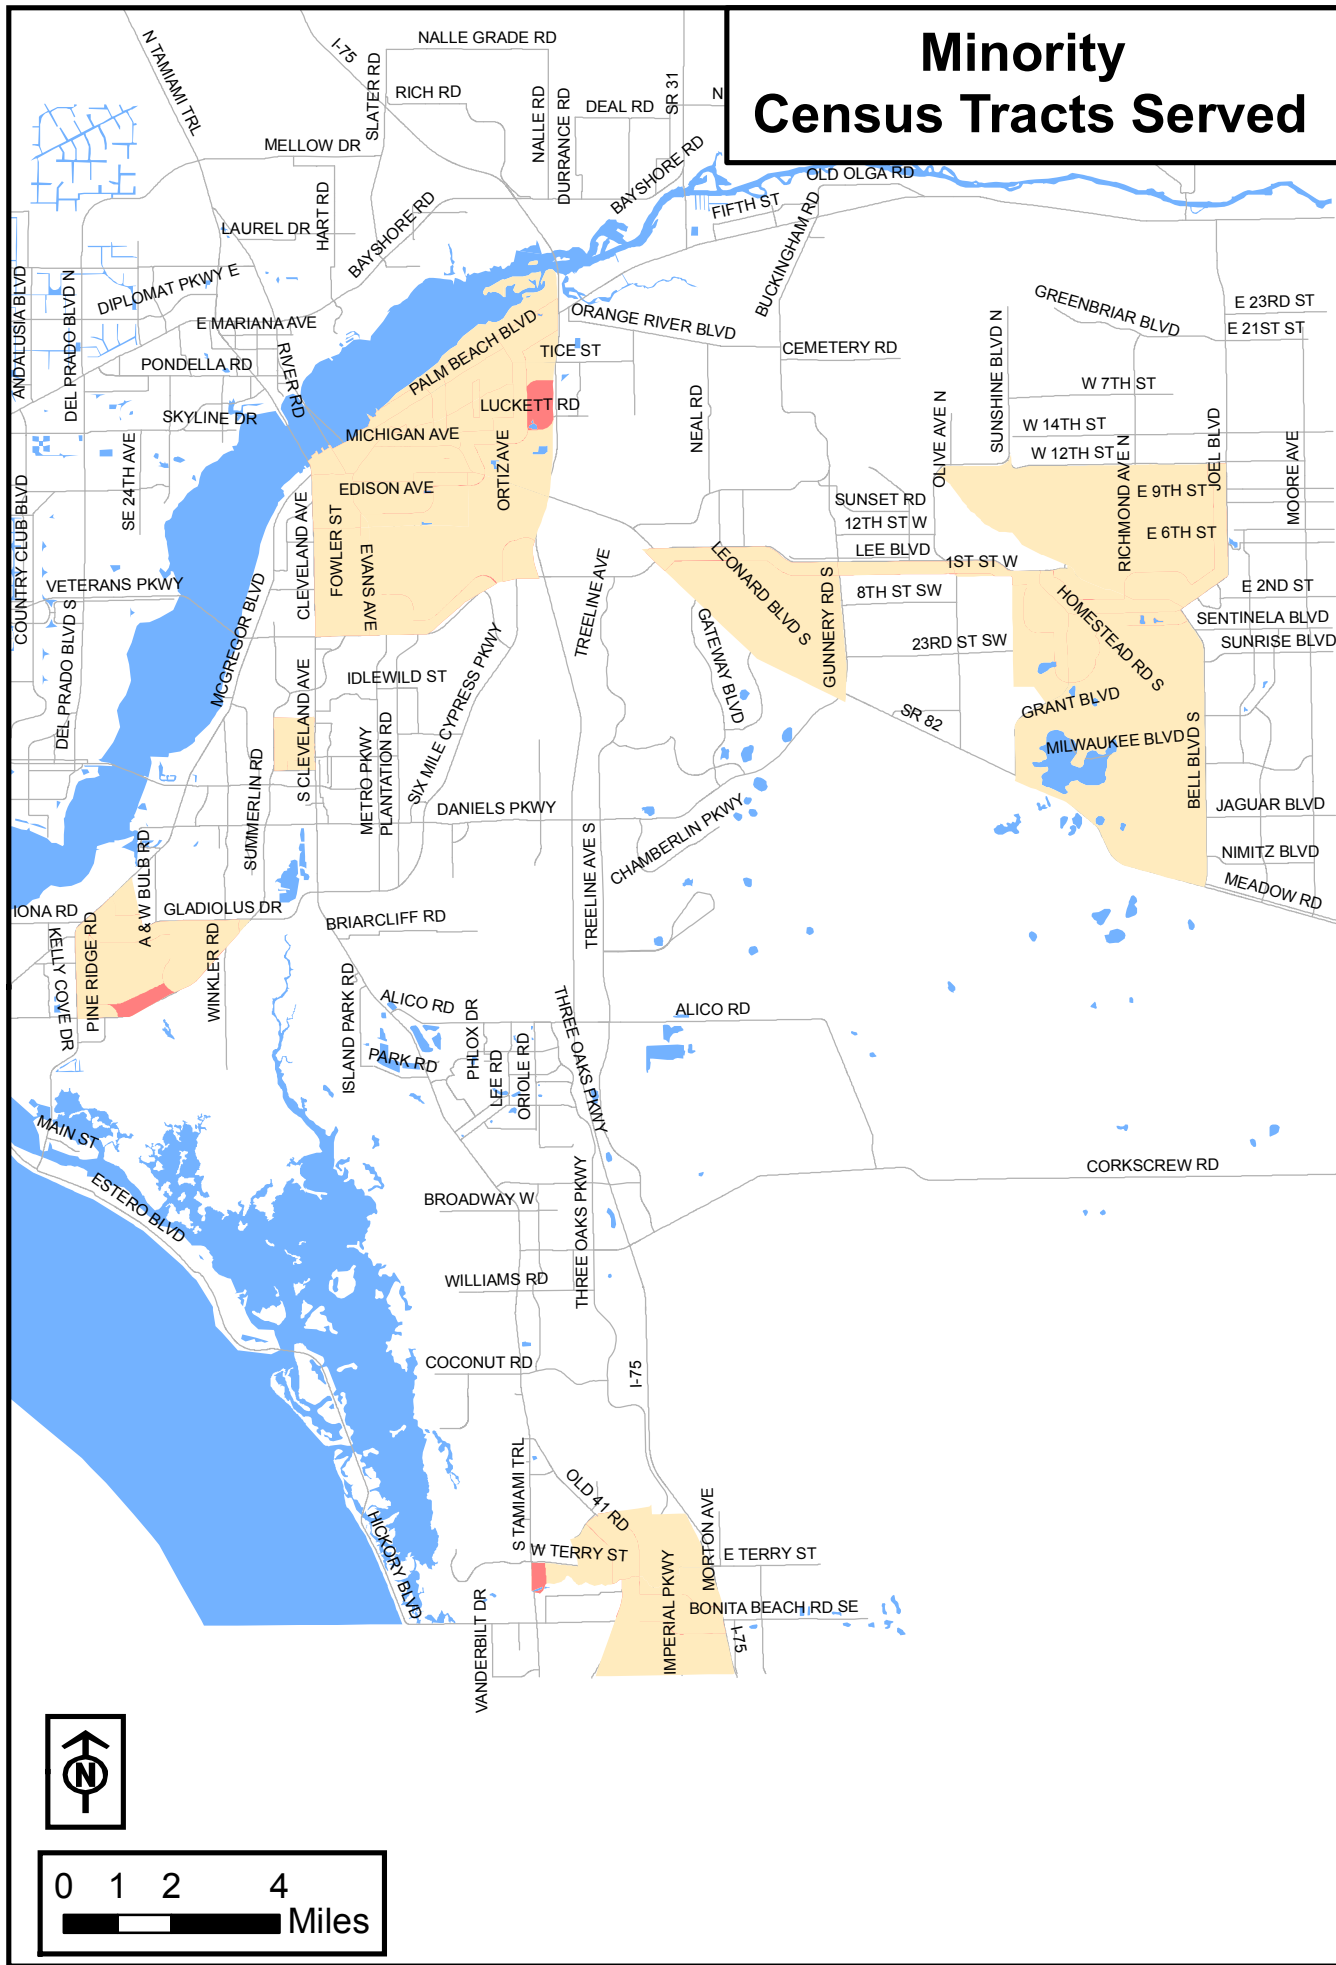 Minority
Census Tracts Served
N TAMIAMI TRL
I-75
NALLE GRADE RD
SLATER RD
RICH RD
NALLE RD
DURRANCE RD
DEAL RD
SR 31
N
MELLOW DR
HART RD
LAUREL DR
BAYSHORE RD
BAYSHORE RD
FIFTH ST
OLD OLGA RD
BUCKINGHAM RD
ANDALUSIA BLVD
DEL PRADO BLVD N
DIPLOMAT PKWY E
E MARIANA AVE
PONDELLA RD
RIVER RD
SKYLINE DR
PALM BEACH BLVD
ORANGE RIVER BLVD
TICE ST
CEMETERY RD
LUCKETT RD
MICHIGAN AVE
ORTIZ AVE
EDISON AVE
NEAL RD
GREENBRIAR BLVD
E 23RD ST
E 21ST ST
SUNSHINE BLVD N
W 7TH ST
W 14TH ST
W 12TH ST
OLIVE AVE N
RICHMOND AVE N
JOEL BLVD
MOORE AVE
E 9TH ST
E 6TH ST
SE 24TH AVE
COUNTRY CLUB BLVD
CLEVELAND AVE
FOWLER ST
EVANS AVE
SUNSET RD
12TH ST W
LEE BLVD
1ST ST W
8TH ST SW
23RD ST SW
LEONARD BLVD S
GUNNERY RD S
GATEWAY BLVD
TREELINE AVE
VETERANS PKWY
MCGREGOR BLVD
DEL PRADO BLVD S
E 2ND ST
SENTINELA BLVD
SUNRISE BLVD
HOMESTEAD RD S
GRANT BLVD
MILWAUKEE BLVD
BELL BLVD S
SR 82
IDLEWILD ST
S CLEVELAND AVE
METRO PKWY
PLANTATION RD
SIX MILE CYPRESS PKWY
SUMMERLIN RD
DANIELS PKWY
CHAMBERLIN PKWY
TREELINE AVE S
JAGUAR BLVD
NIMITZ BLVD
MEADOW RD
A & W BULB RD
IONA RD
GLADIOLUS DR
KELLY COVE DR
PINE RIDGE RD
WINKLER RD
BRIARCLIFF RD
ISLAND PARK RD
ALICO RD
ALICO RD
PARK RD
PHLOX DR
LEE RD
ORIOLE RD
THREE OAKS PKWY
MAIN ST
ESTERO BLVD
CORKSCREW RD
BROADWAY W
THREE OAKS PKWY
WILLIAMS RD
COCONUT RD
I-75
S TAMIAMI TRL
OLD 41 RD
W TERRY ST
MORTON AVE
E TERRY ST
IMPERIAL PKWY
HICKORY BLVD
VANDERBILT DR
BONITA BEACH RD SE
I-75
N
0 1 2 4
Miles